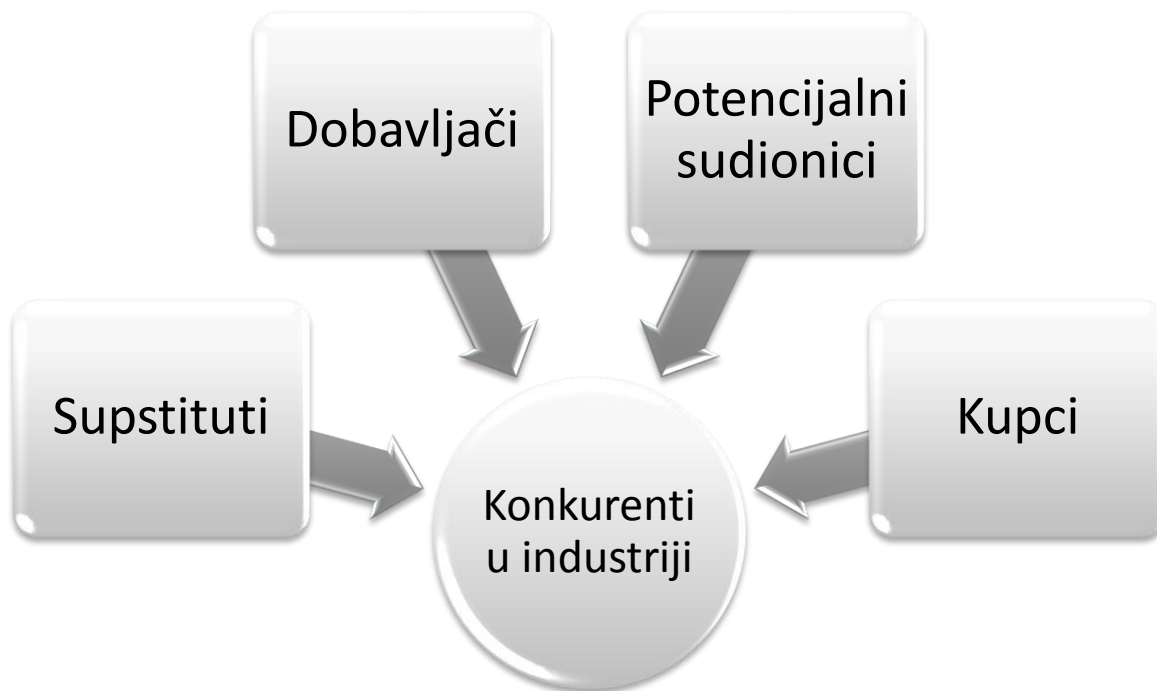 Dobavljači
Potencijalni
sudionici
Supstituti
Kupci
Konkurenti
u industriji